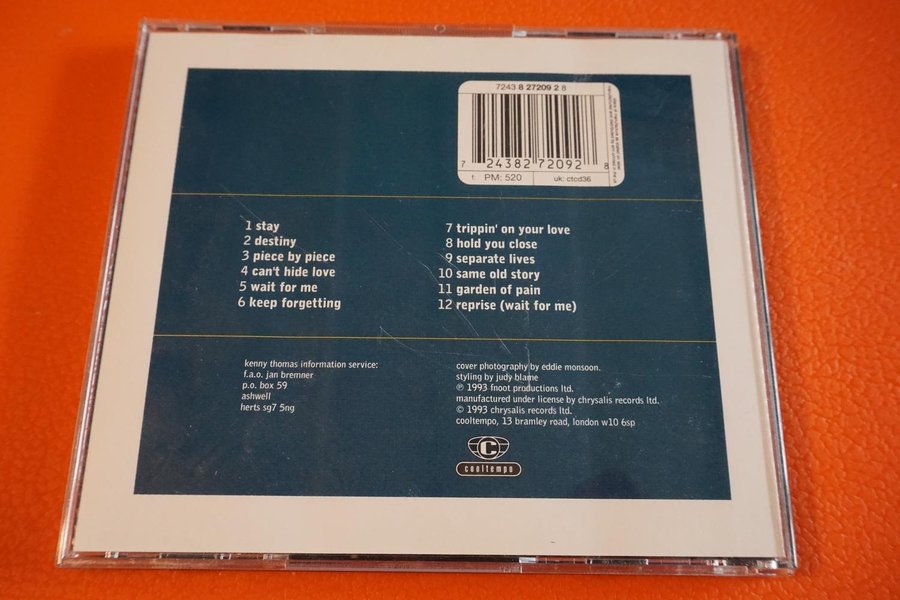 7243 8 27209 2 8
7 24382 72092 8
t: PM: 520 uk: ctcd36
1 stay
2 destiny
3 piece by piece
4 can't hide love
5 wait for me
6 keep forgetting
7 trippin' on your love
8 hold you close
9 separate lives
10 same old story
11 garden of pain
12 reprise (wait for me)
kenny thomas information service:
f.a.o. jan bremner
p.o. box 59
ashwell
herts sg7 5ng
cover photography by eddie monsoon.
styling by judy blame
℗ 1993 fnoot productions ltd.
manufactured under license by chrysalis records ltd.
© 1993 chrysalis records ltd.
cooltempo, 13 bramley road, london w10 6sp
C
cooltempo